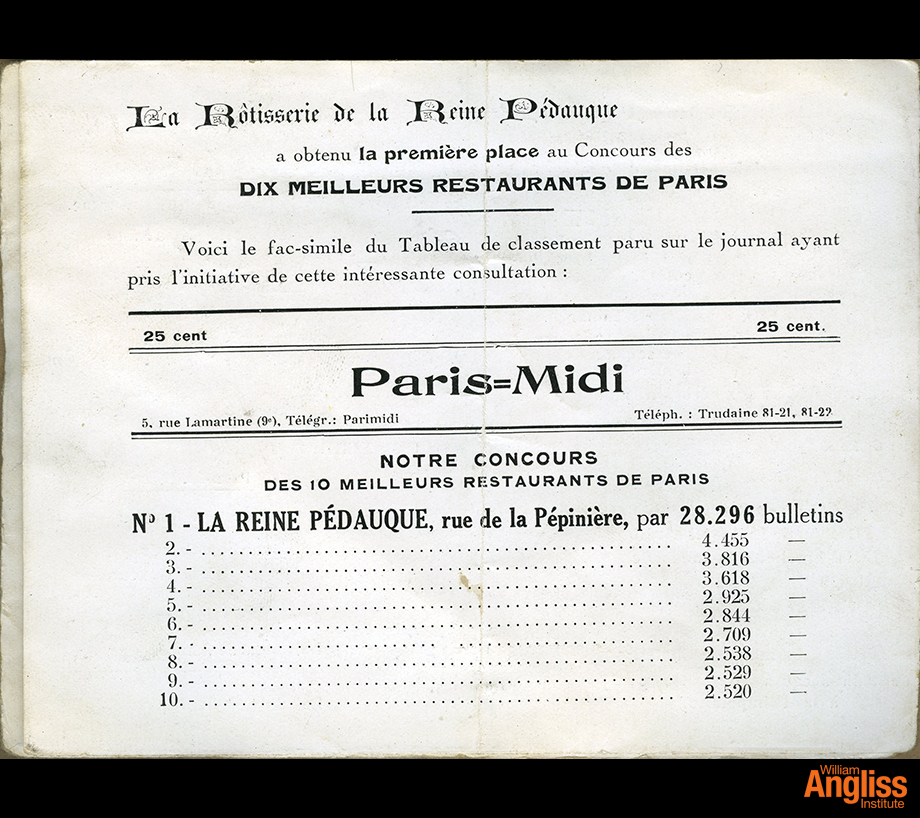 La Rôtisserie de la Reine Pédauque
a obtenu la première place au Concours des
DIX MEILLEURS RESTAURANTS DE PARIS
Voici le fac-simile du Tableau de classement paru sur le journal ayant
pris l'initiative de cette intéressante consultation :
25 cent 25 cent.
Paris=Midi
5, rue Lamartine (9e), Télégr.: Parimidi Téléph. : Trudaine 81-21, 81-22
NOTRE CONCOURS
DES 10 MEILLEURS RESTAURANTS DE PARIS
No 1 - LA REINE PÉDAUQUE, rue de la Pépinière, par 28.296 bulletins
2. - .......... 4.455 —
3. - .......... 3.816 —
4. - .......... 3.618 —
5. - .......... 2.925 —
6. - .......... 2.844 —
7. - .......... 2.709 —
8. - .......... 2.538 —
9. - .......... 2.529 —
10. - .......... 2.520 —
William
Angliss
Institute